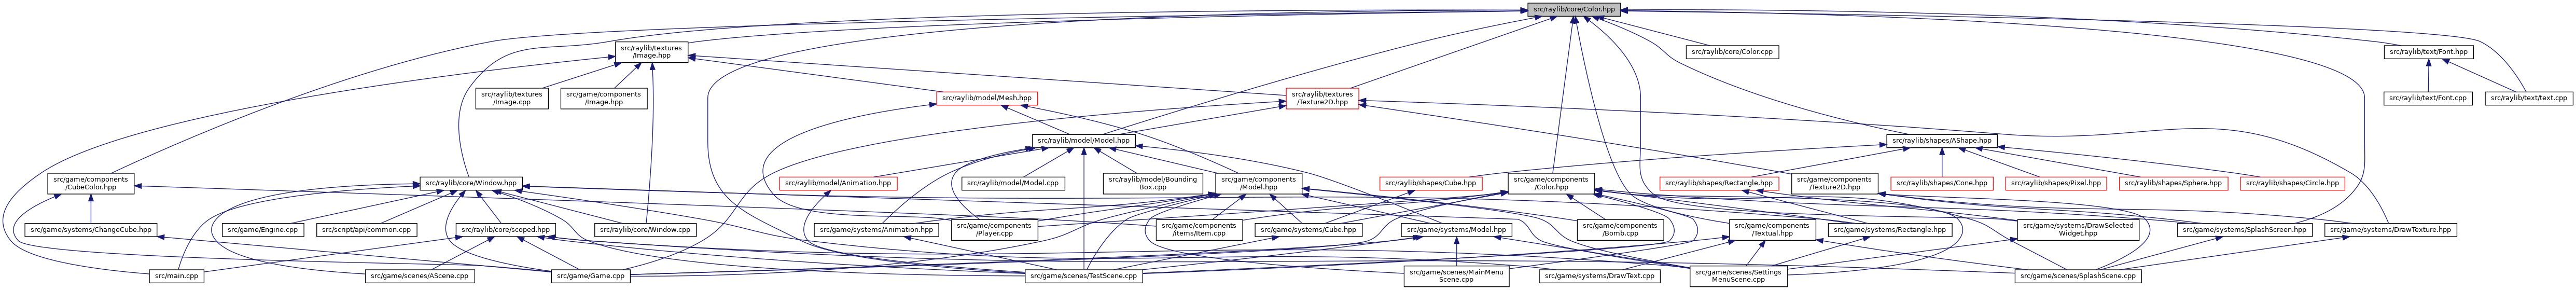 src/raylib/core/Color.hpp
src/raylib/textures
/Image.hpp
src/raylib/core/Color.cpp
src/raylib/text/Font.hpp
src/raylib/textures
/Image.cpp
src/game/components
/Image.hpp
src/raylib/model/Mesh.hpp
src/raylib/textures
/Texture2D.hpp
src/raylib/text/Font.cpp
src/raylib/text/text.cpp
src/raylib/model/Model.hpp
src/raylib/shapes/AShape.hpp
src/game/components
/CubeColor.hpp
src/raylib/core/Window.hpp
src/raylib/model/Animation.hpp
src/raylib/model/Model.cpp
src/raylib/model/Bounding
Box.cpp
src/game/components
/Model.hpp
src/raylib/shapes/Cube.hpp
src/game/components
/Color.hpp
src/raylib/shapes/Rectangle.hpp
src/game/components
/Texture2D.hpp
src/raylib/shapes/Cone.hpp
src/raylib/shapes/Pixel.hpp
src/raylib/shapes/Sphere.hpp
src/raylib/shapes/Circle.hpp
src/game/systems/ChangeCube.hpp
src/game/Engine.cpp
src/script/api/common.cpp
src/raylib/core/scoped.hpp
src/raylib/core/Window.cpp
src/game/systems/Animation.hpp
src/game/components
/Player.cpp
src/game/components
/items/Item.cpp
src/game/systems/Cube.hpp
src/game/systems/Model.hpp
src/game/components
/Bomb.cpp
src/game/components
/Textual.hpp
src/game/systems/Rectangle.hpp
src/game/systems/DrawSelected
Widget.hpp
src/game/systems/SplashScreen.hpp
src/game/systems/DrawTexture.hpp
src/main.cpp
src/game/scenes/AScene.cpp
src/game/Game.cpp
src/game/scenes/TestScene.cpp
src/game/scenes/MainMenu
Scene.cpp
src/game/systems/DrawText.cpp
src/game/scenes/Settings
MenuScene.cpp
src/game/scenes/SplashScene.cpp